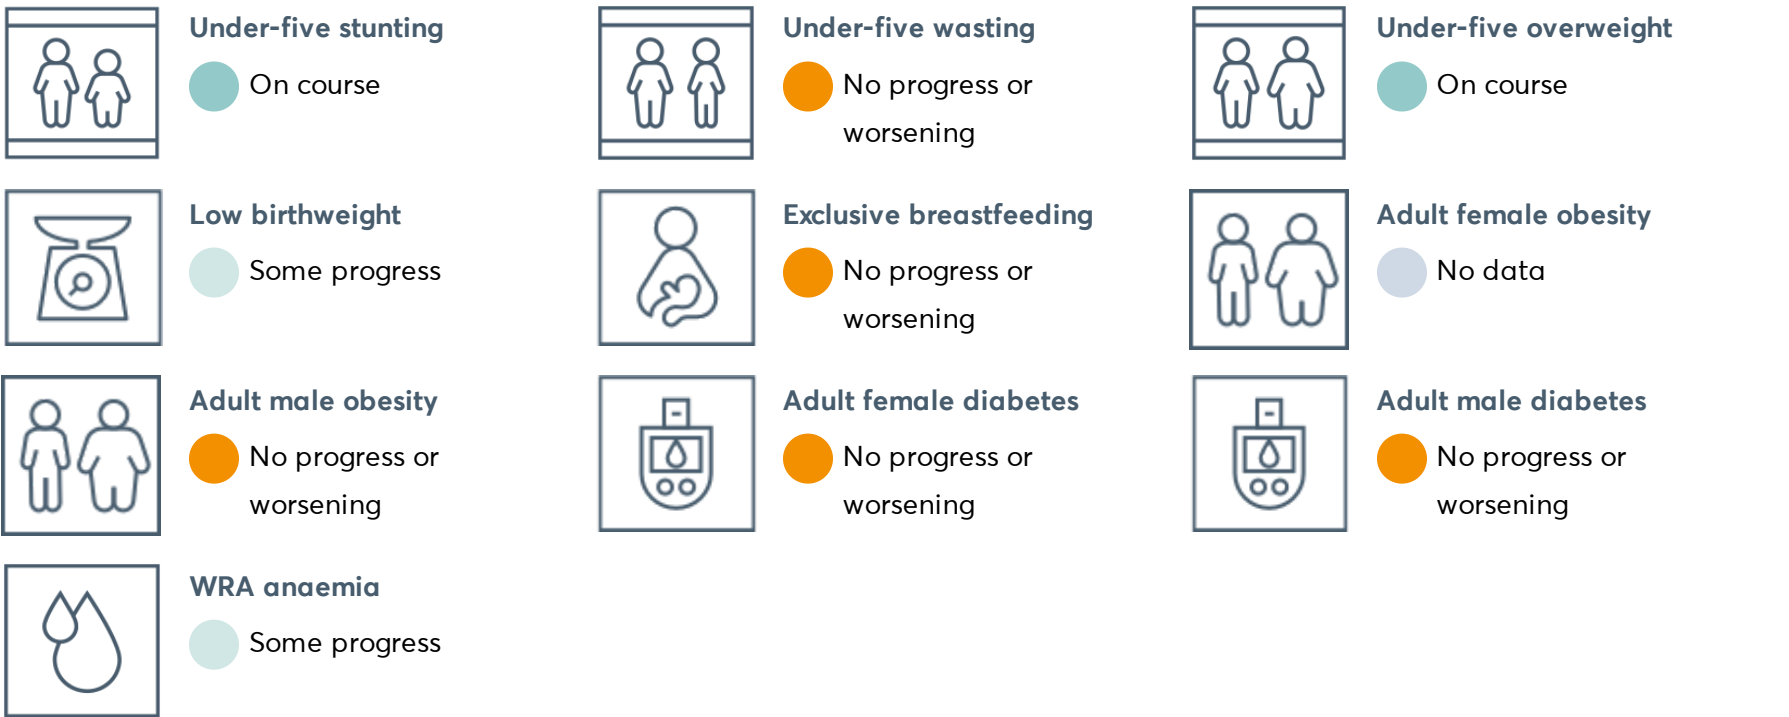 Under-five stunting
On course
Under-five wasting
No progress or
worsening
Under-five overweight
On course
Low birthweight
Some progress
Exclusive breastfeeding
No progress or
worsening
Adult female obesity
No data
Adult male obesity
No progress or
worsening
Adult female diabetes
No progress or
worsening
Adult male diabetes
No progress or
worsening
WRA anaemia
Some progress